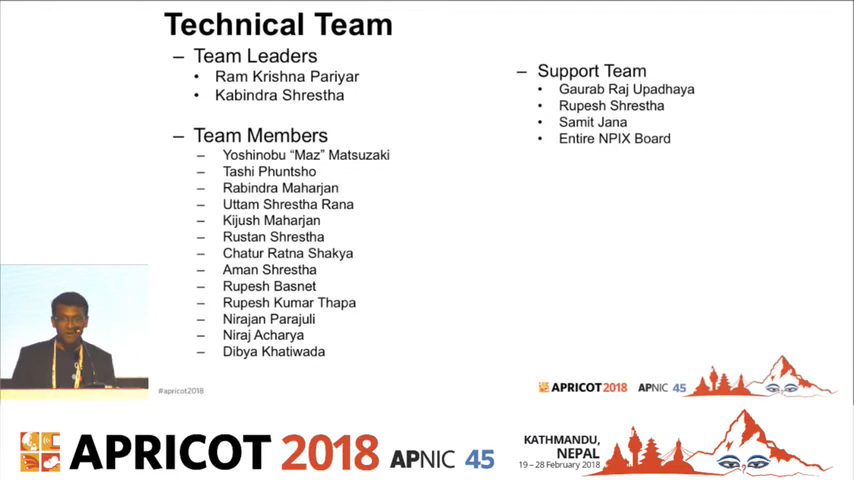 Technical Team
– Team Leaders
• Ram Krishna Pariyar
• Kabindra Shrestha
– Team Members
– Yoshinobu “Maz” Matsuzaki
– Tashi Phuntsho
– Rabindra Maharjan
– Uttam Shrestha Rana
– Kijush Maharjan
– Rustan Shrestha
– Chatur Ratna Shakya
– Aman Shrestha
– Rupesh Basnet
– Rupesh Kumar Thapa
– Nirajan Parajuli
– Niraj Acharya
– Dibya Khatiwada
– Support Team
• Gaurab Raj Upadhaya
• Rupesh Shrestha
• Samit Jana
• Entire NPIX Board
#apricot2018
APRICOT 2018 APNIC 45
APRICOT 2018 APNIC 45
KATHMANDU,
NEPAL
19 – 28 February 2018